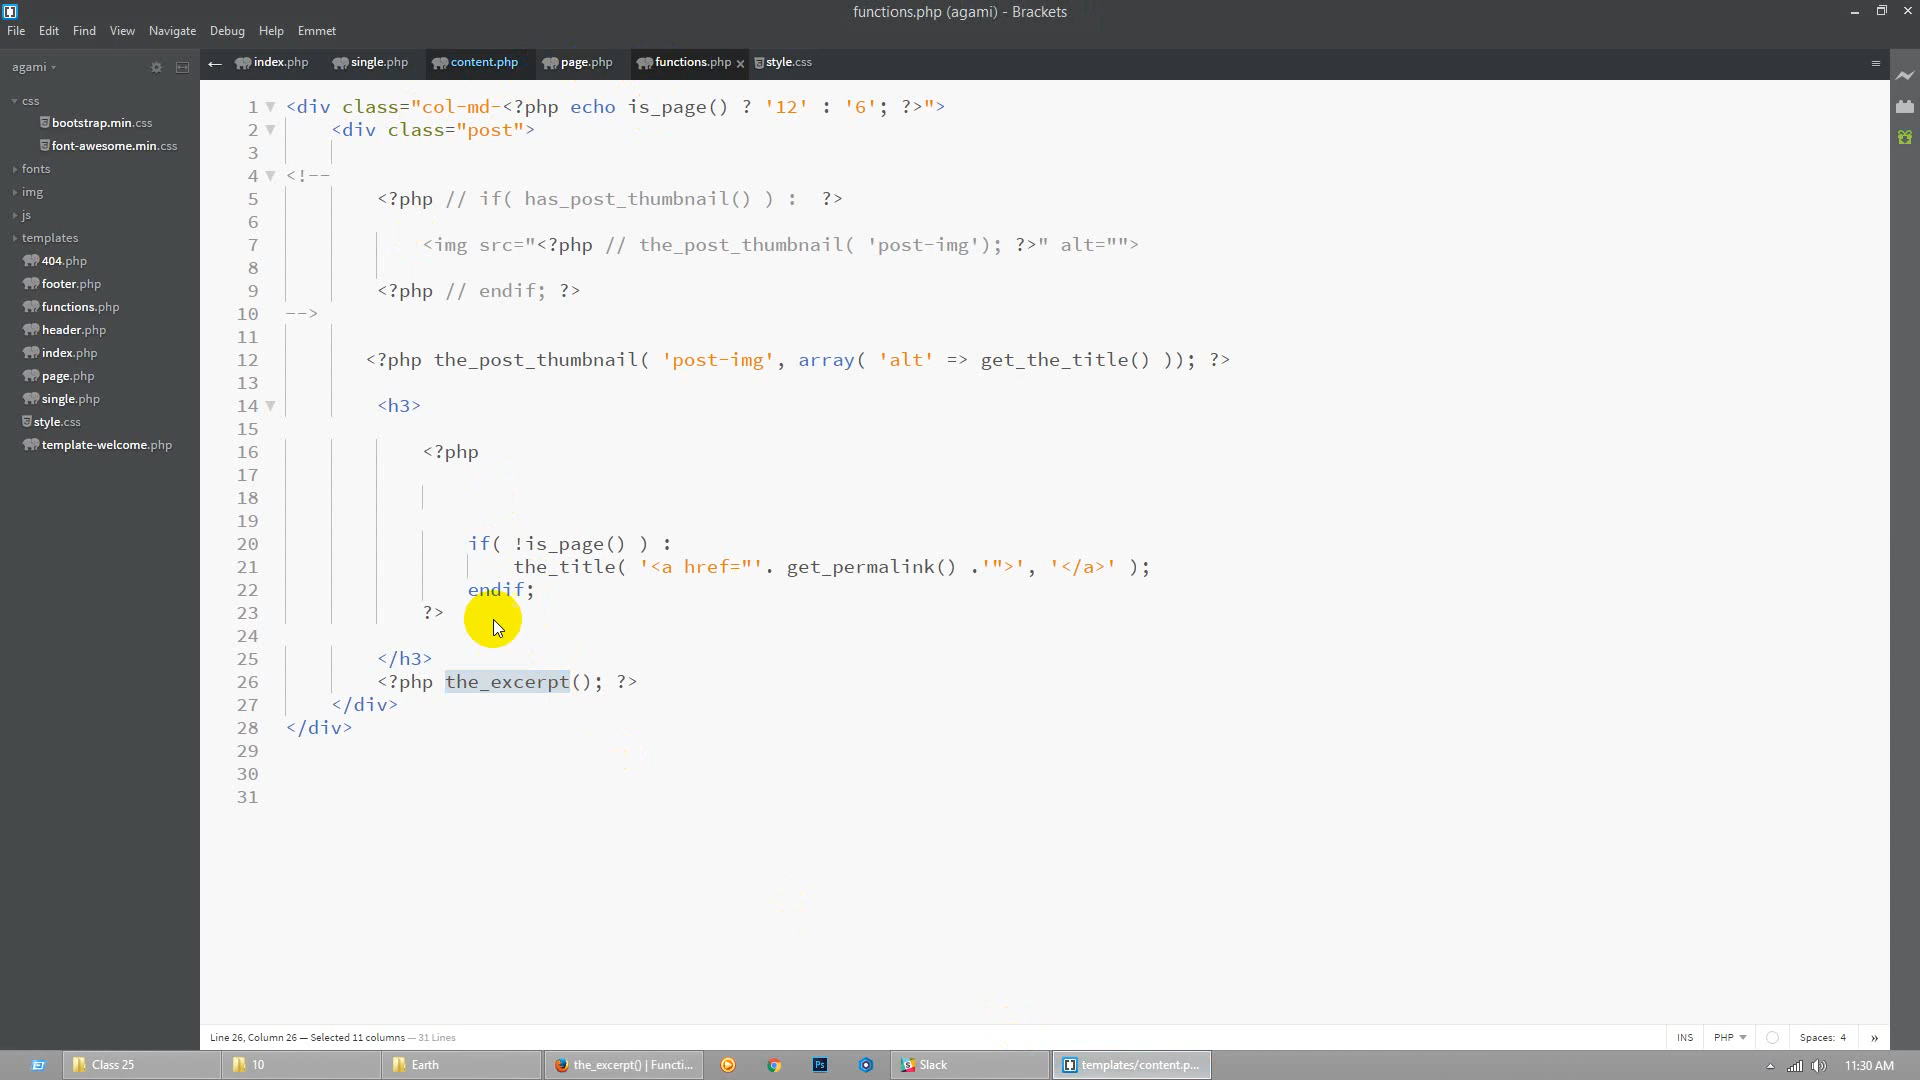 functions.php (agami) - Brackets
File Edit Find View Navigate Debug Help Emmet
agami
index.php single.php content.php page.php functions.php × style.css
css
bootstrap.min.css
font-awesome.min.css
fonts
img
js
templates
404.php
footer.php
functions.php
header.php
index.php
page.php
single.php
style.css
template-welcome.php
1 <div class="col-md-<?php echo is_page() ? '12' : '6'; ?>">
2 <div class="post">
3
4 <!--
5 <?php // if( has_post_thumbnail() ) :  ?>
6
7 <img src="<?php // the_post_thumbnail( 'post-img'); ?>" alt="">
8
9 <?php // endif; ?>
10 -->
11
12 <?php the_post_thumbnail( 'post-img', array( 'alt' => get_the_title() )); ?>
13
14 <h3>
15
16 <?php
17
18
19
20 if( !is_page() ) :
21 the_title( '<a href="'. get_permalink() .'">', '</a>' );
22 endif;
23 ?>
24
25 </h3>
26 <?php the_excerpt(); ?>
27 </div>
28 </div>
29
30
31
Line 26, Column 26 — Selected 11 columns — 31 Lines
INS PHP Spaces: 4 »
Class 25 10 Earth the_excerpt() | Functi... Ps Slack templates/content.p... 11:30 AM